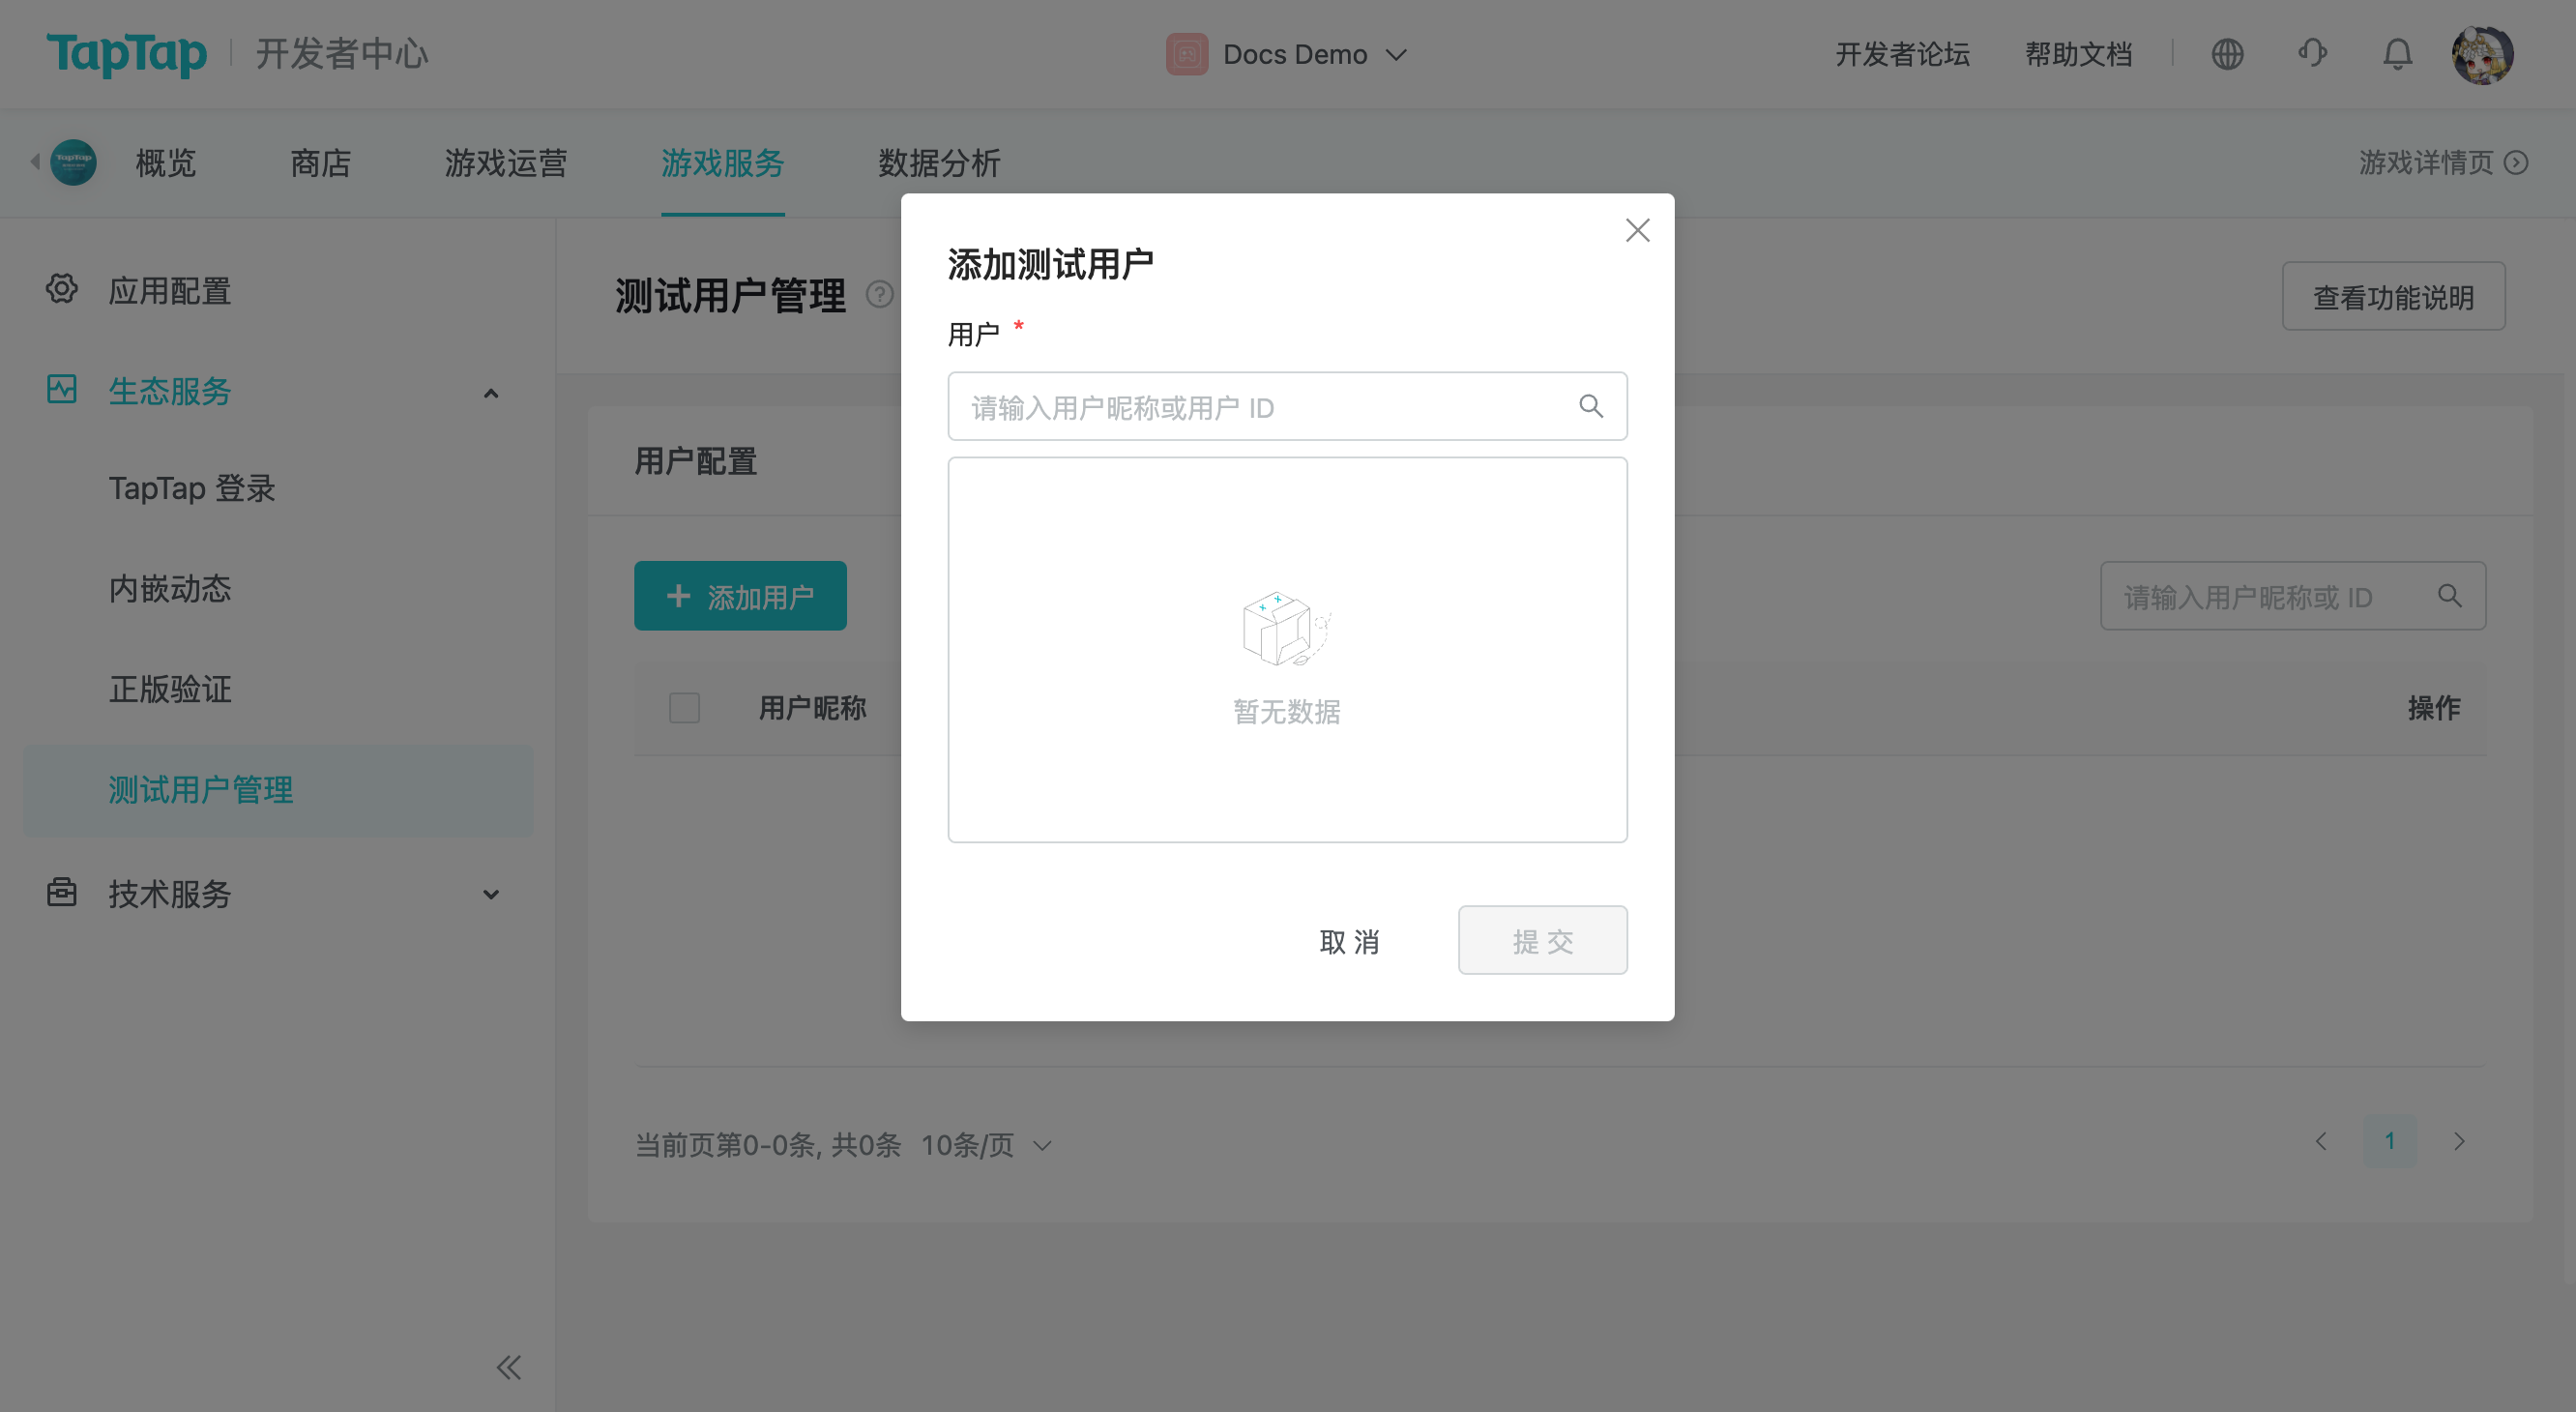 TapTap 开发者中心
Docs Demo
开发者论坛 帮助文档
概览 商店 游戏运营 游戏服务 数据分析
游戏详情页
应用配置
生态服务
TapTap 登录
内嵌动态
正版验证
测试用户管理
技术服务
测试用户管理
查看功能说明
用户配置
添加用户
请输入用户昵称或 ID
用户昵称
操作
当前页第0-0条, 共0条 10条/页
1
添加测试用户
用户 *
请输入用户昵称或用户 ID
暂无数据
取 消
提 交